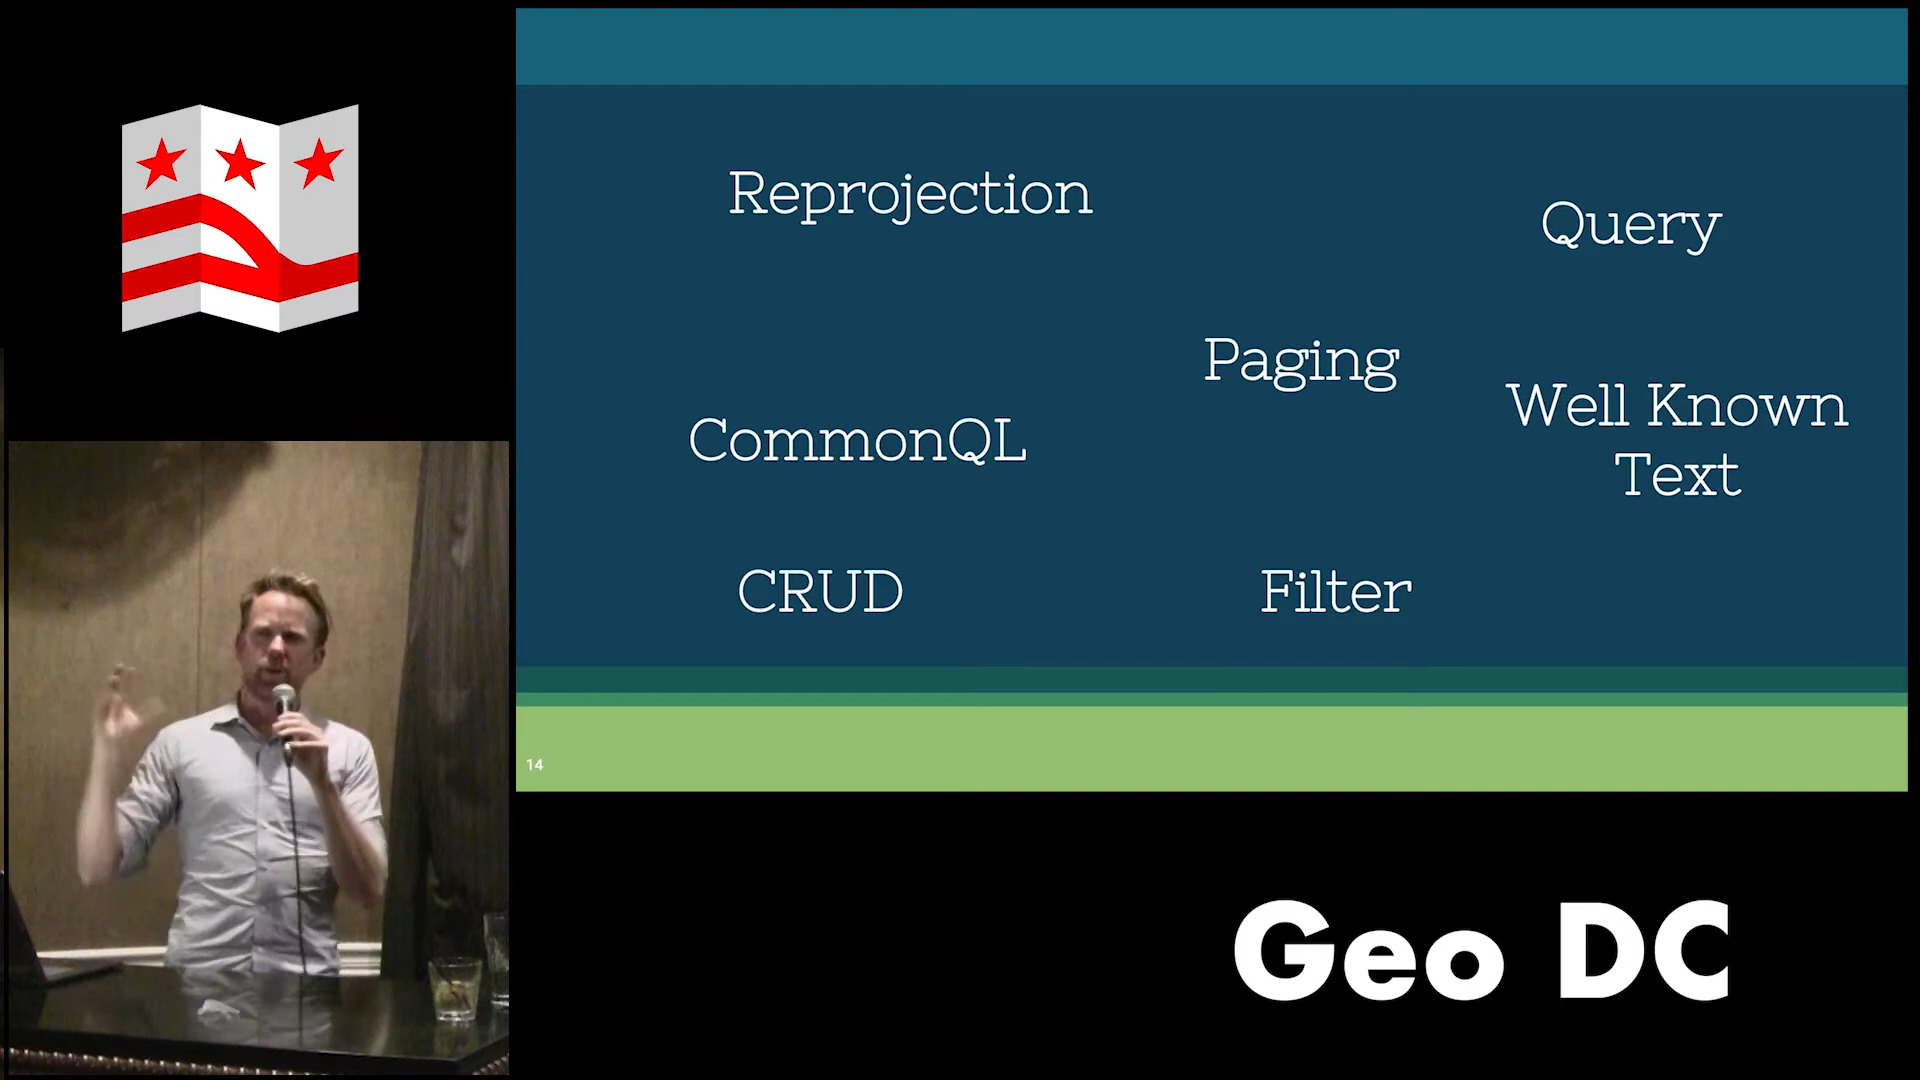 Reprojection
Query
Paging
Well Known
Text
CommonQL
CRUD
Filter
14
Geo DC